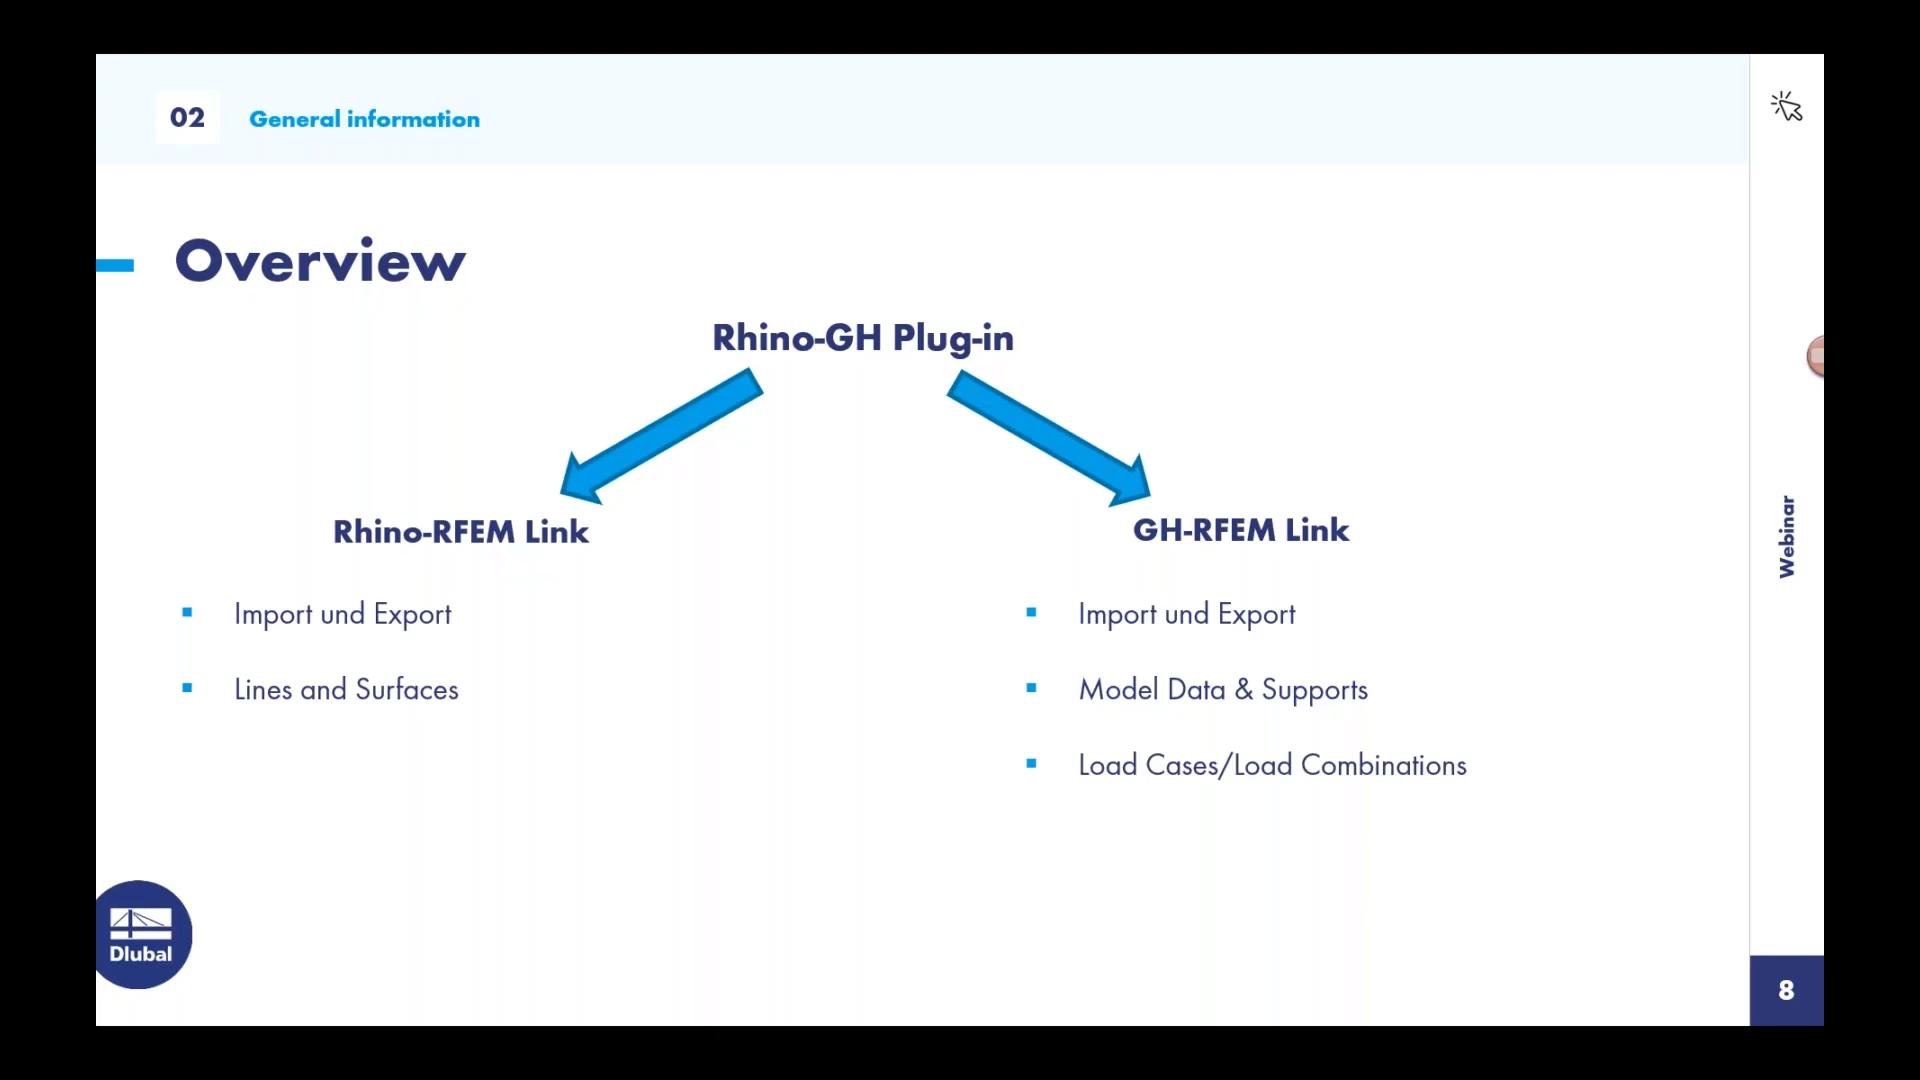 02
General information
Overview
Rhino-GH Plug-in
Rhino-RFEM Link
Import und Export
Lines and Surfaces
GH-RFEM Link
Import und Export
Model Data & Supports
Load Cases/Load Combinations
Webinar
Dlubal
8